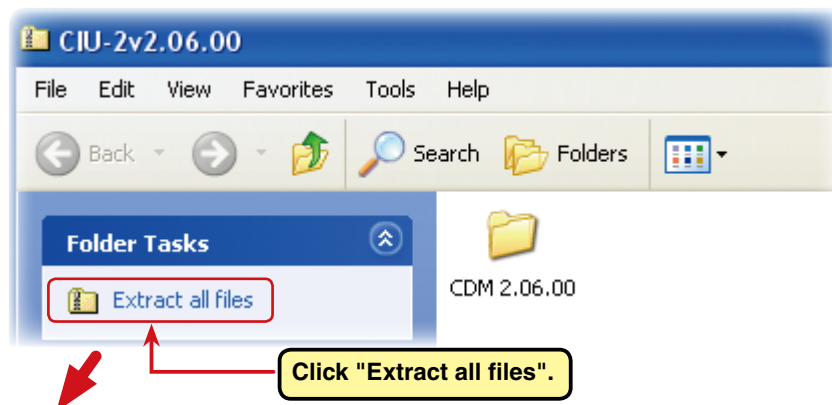 CIU-2v2.06.00
File Edit View Favorites Tools Help
Back Search Folders
Folder Tasks
CDM 2.06.00
Extract all files
Click "Extract all files".